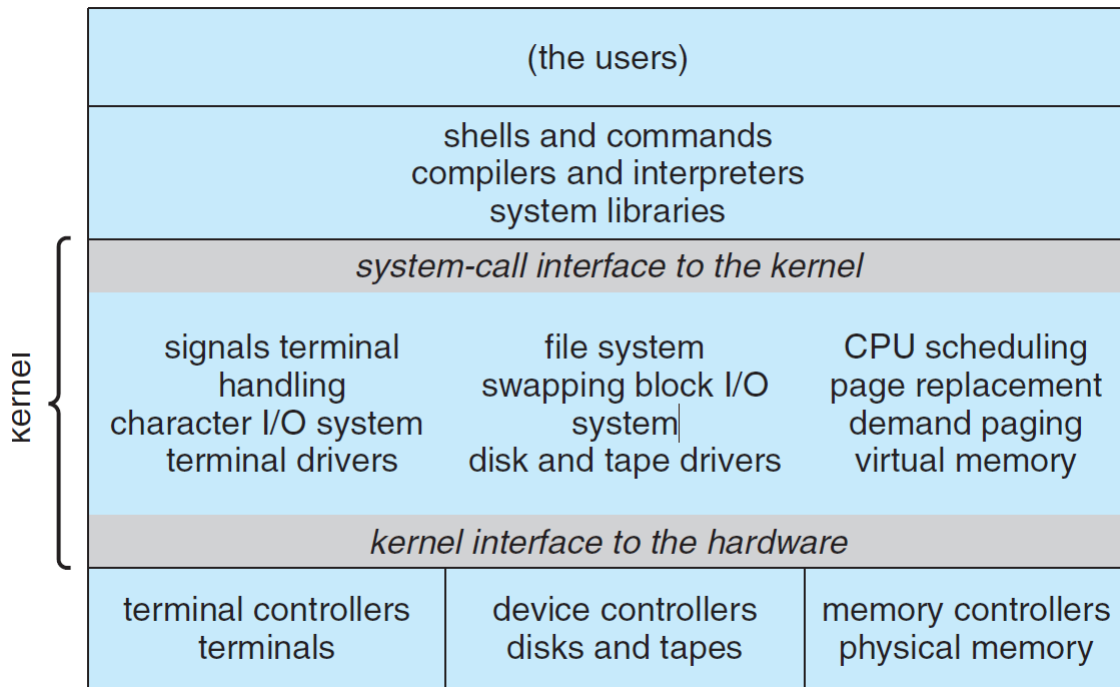 (the users)
shells and commands
compilers and interpreters
system libraries
system-call interface to the kernel
kernel
signals terminal
handling
character I/O system
terminal drivers
file system
swapping block I/O
system
disk and tape drivers
CPU scheduling
page replacement
demand paging
virtual memory
kernel interface to the hardware
terminal controllers
terminals
device controllers
disks and tapes
memory controllers
physical memory